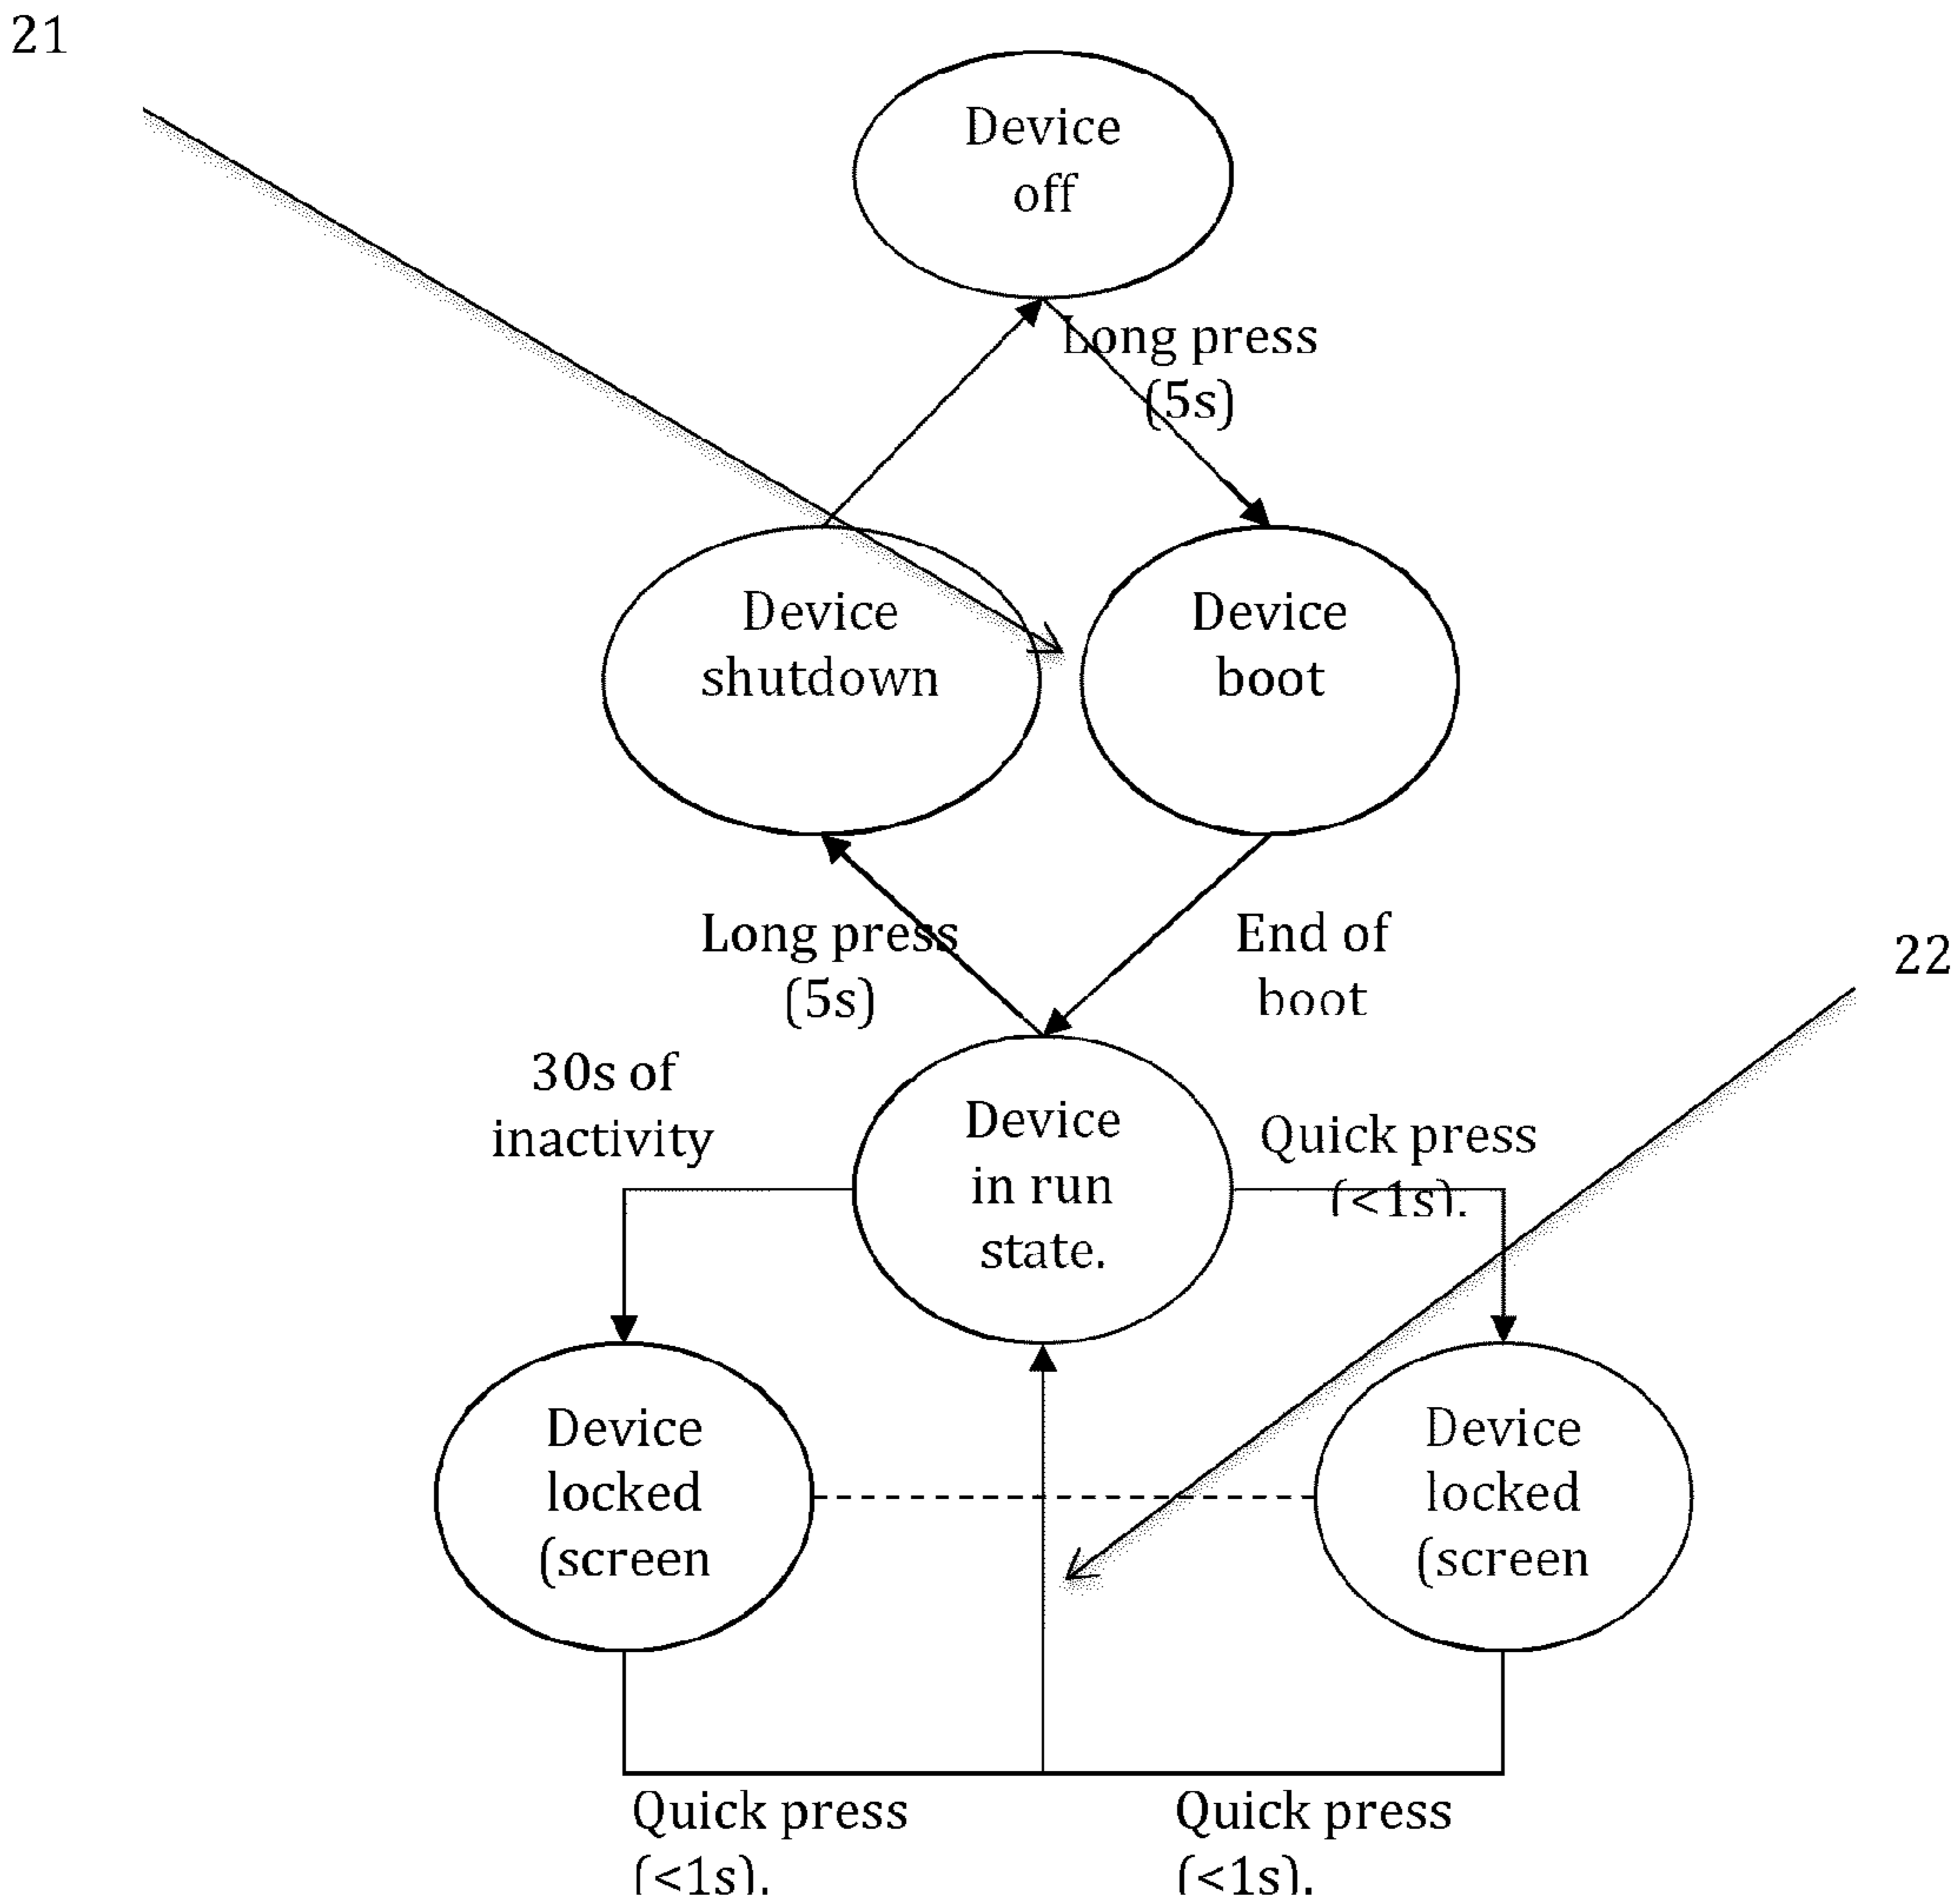 21
Device
off
Long press
(5s)
Device
shutdown
Device
boot
Long press
(5s)
End of
boot
22
30s of
inactivity
Device
in run
state.
Quick press
(<1s).
Device
locked
(screen
Device
locked
(screen
Quick press
(<1s).
Quick press
(<1s).